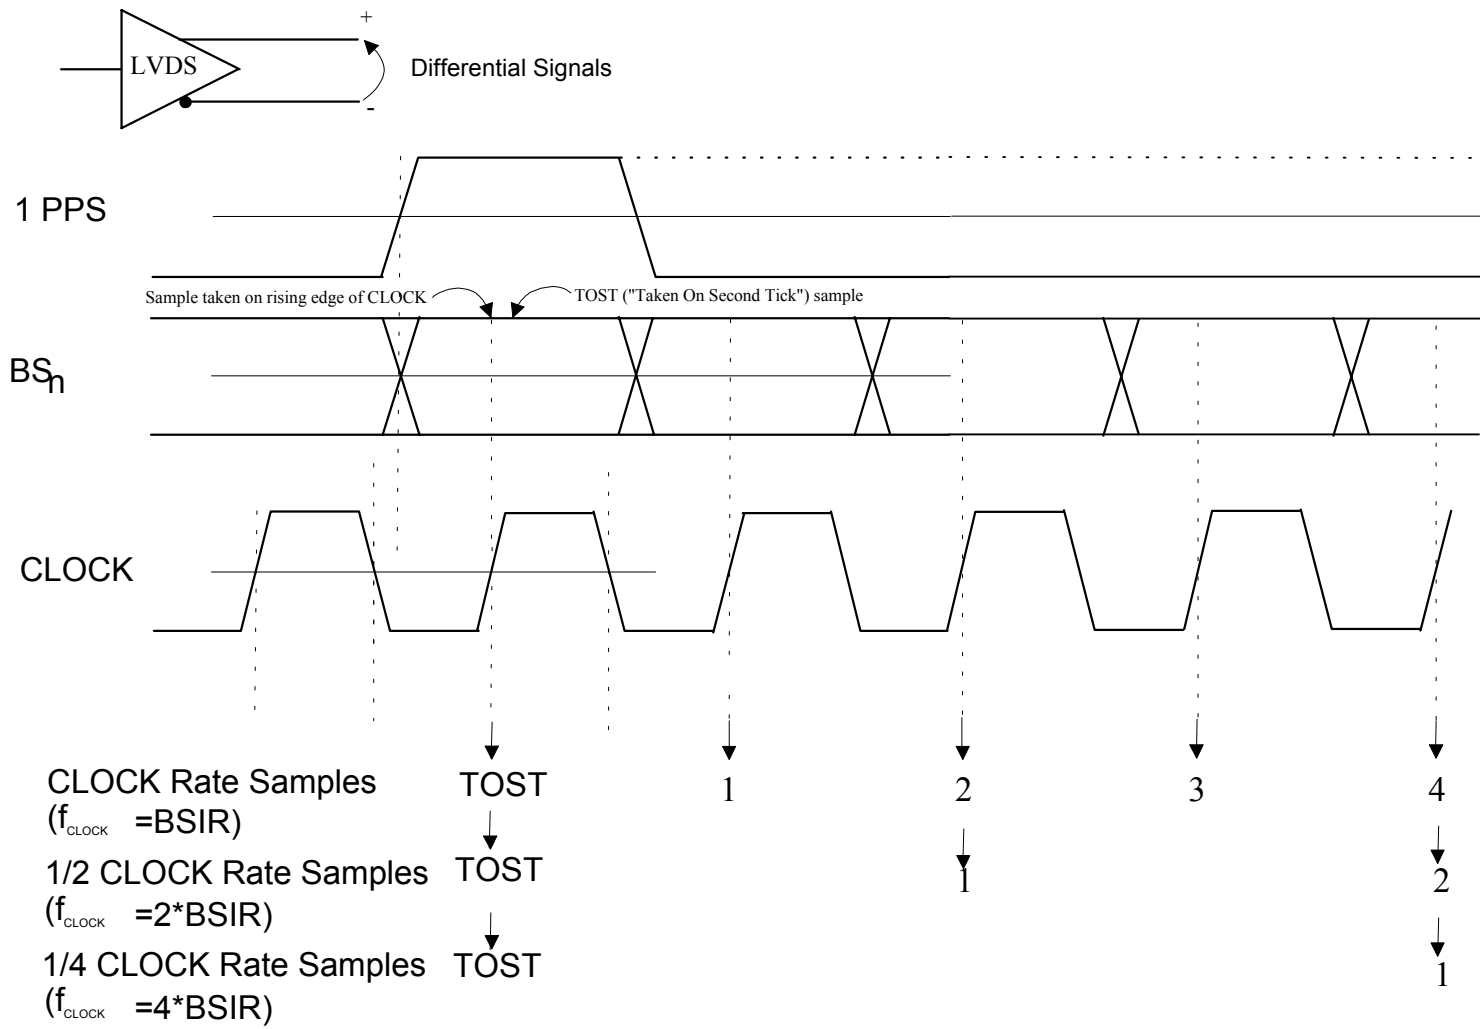 +
LVDS
Differential Signals
-
1 PPS
Sample taken on rising edge of CLOCK
TOST ("Taken On Second Tick") sample
BSn
CLOCK
CLOCK Rate Samples TOST 1 2 3 4
(fCLOCK =BSIR)
1/2 CLOCK Rate Samples TOST 1 2
(fCLOCK =2*BSIR)
1/4 CLOCK Rate Samples TOST 1
(fCLOCK =4*BSIR)